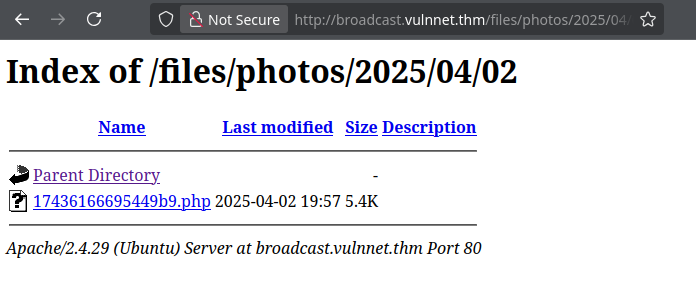 Not Secure http://broadcast.vulnnet.thm/files/photos/2025/04/
Index of /files/photos/2025/04/02
Name Last modified Size Description
Parent Directory -
17436166695449b9.php 2025-04-02 19:57 5.4K
Apache/2.4.29 (Ubuntu) Server at broadcast.vulnnet.thm Port 80